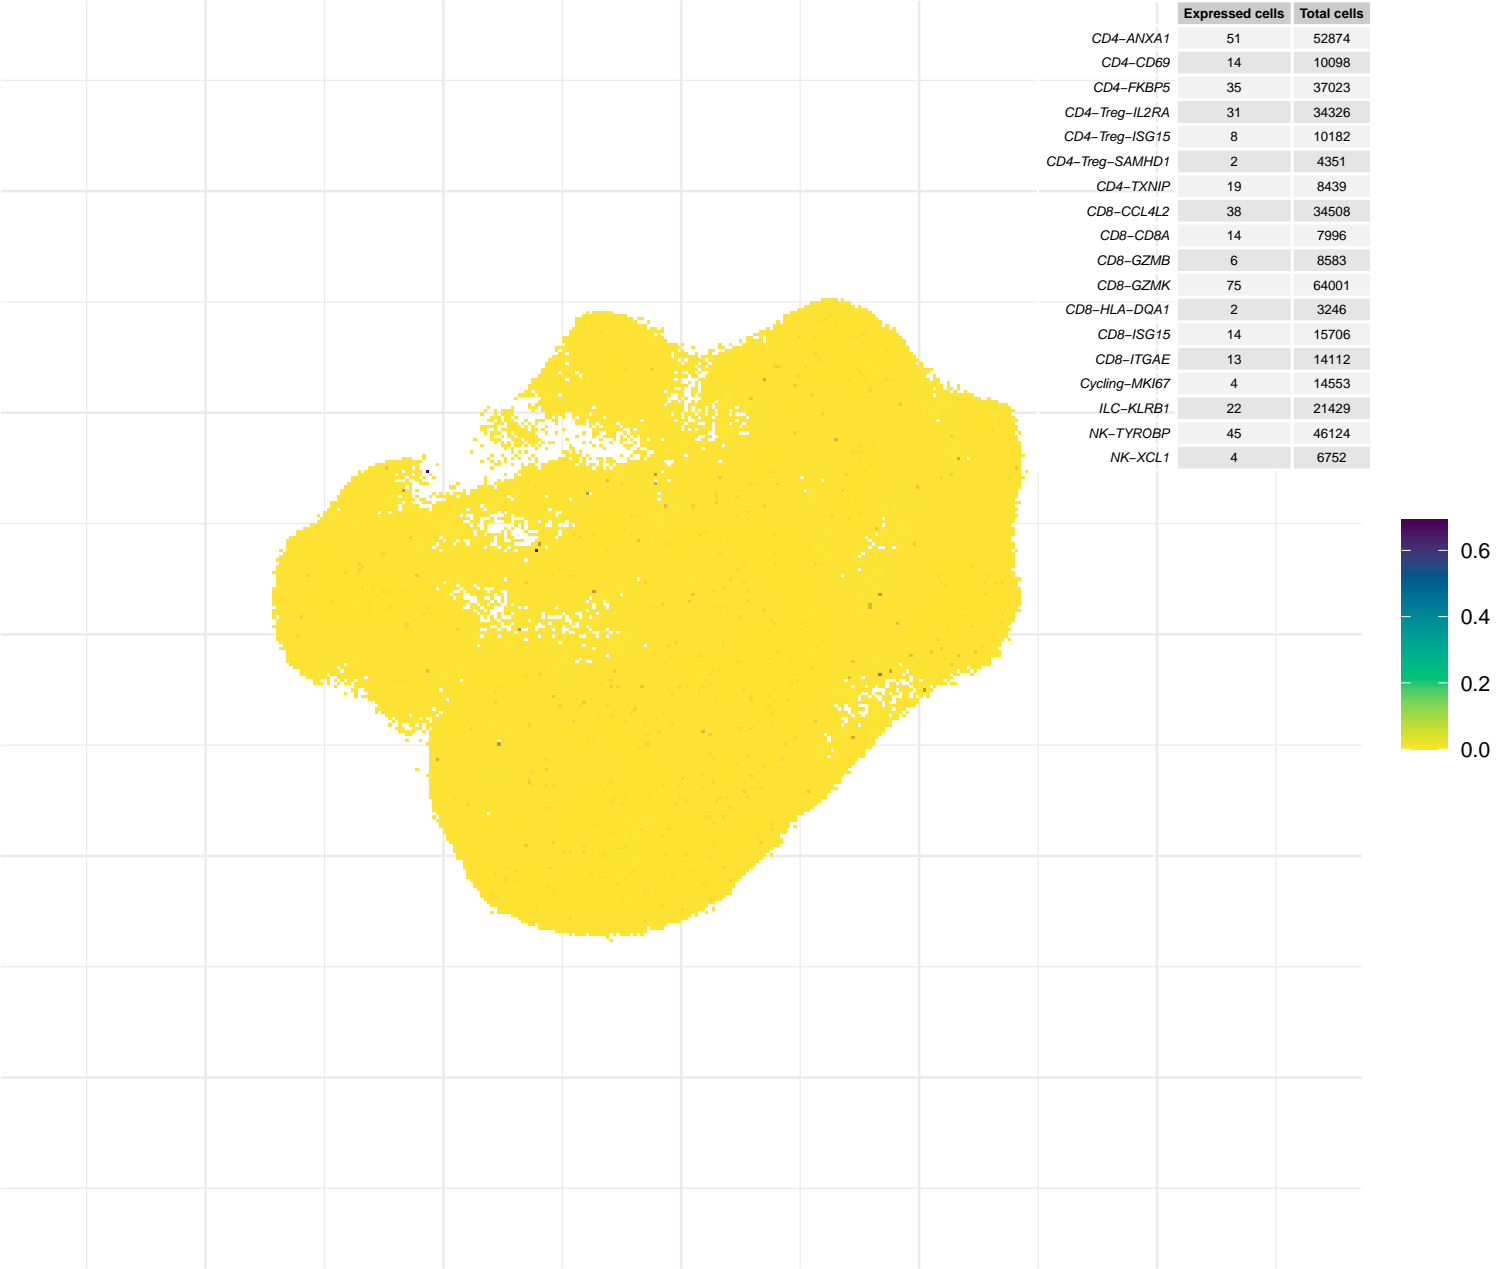 Expressed cells Total cells
CD4−ANXA1 51 52874
CD4−CD69 14 10098
CD4−FKBP5 35 37023
CD4−Treg−IL2RA 31 34326
CD4−Treg−ISG15 8 10182
CD4−Treg−SAMHD1 2 4351
CD4−TXNIP 19 8439
CD8−CCL4L2 38 34508
CD8−CD8A 14 7996
CD8−GZMB 6 8583
CD8−GZMK 75 64001
CD8−HLA−DQA1 2 3246
CD8−ISG15 14 15706
CD8−ITGAE 13 14112
Cycling−MKI67 4 14553
ILC−KLRB1 22 21429
NK−TYROBP 45 46124
NK−XCL1 4 6752
0.6
0.4
0.2
0.0